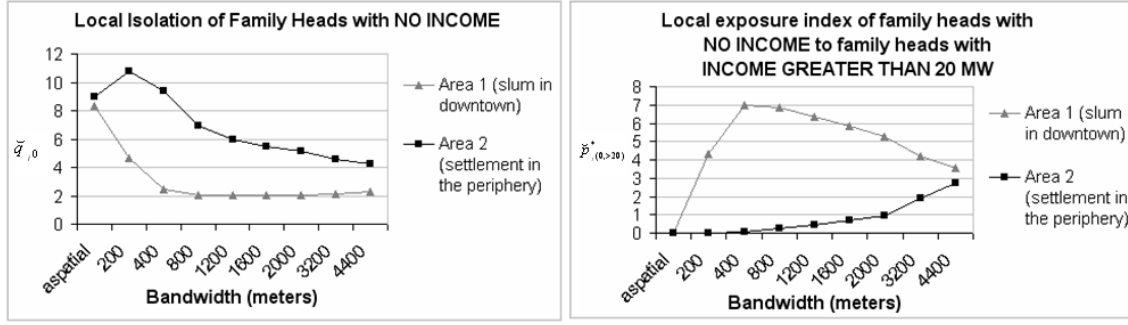 Local Isolation of Family Heads with NO INCOME
12
10
8
6
4
2
0
q̆ᵢ₀
aspatial
200
400
800
1200
1600
2000
3200
4400
Bandwidth (meters)
Area 1 (slum in
downtown)
Area 2
(settlement in
the periphery)
Local exposure index of family heads with
NO INCOME to family heads with
INCOME GREATER THAN 20 MW
8
7
6
5
4
3
2
1
0
aspatial
200
400
800
1200
1600
2000
3200
4400
Bandwidth (meters)
Area 1 (slum
in downtown)
Area 2
(settlement in
the periphery)